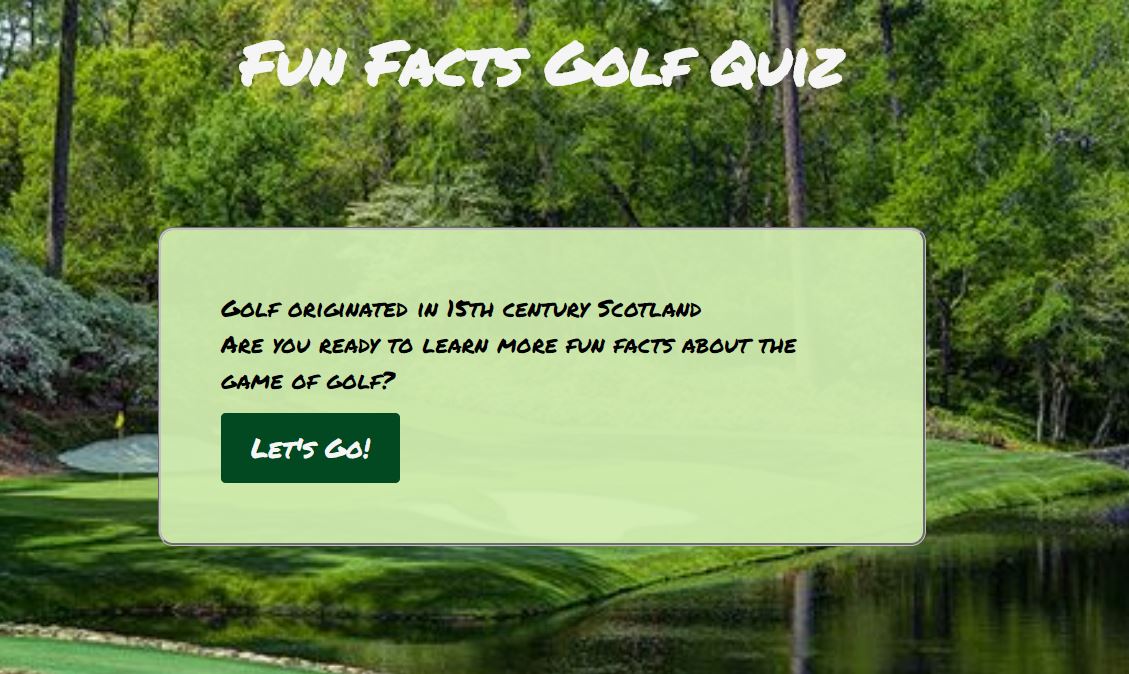 Fun Facts Golf Quiz
Golf originated in 15th century Scotland
Are you ready to learn more fun facts about the
game of golf?
Let's Go!